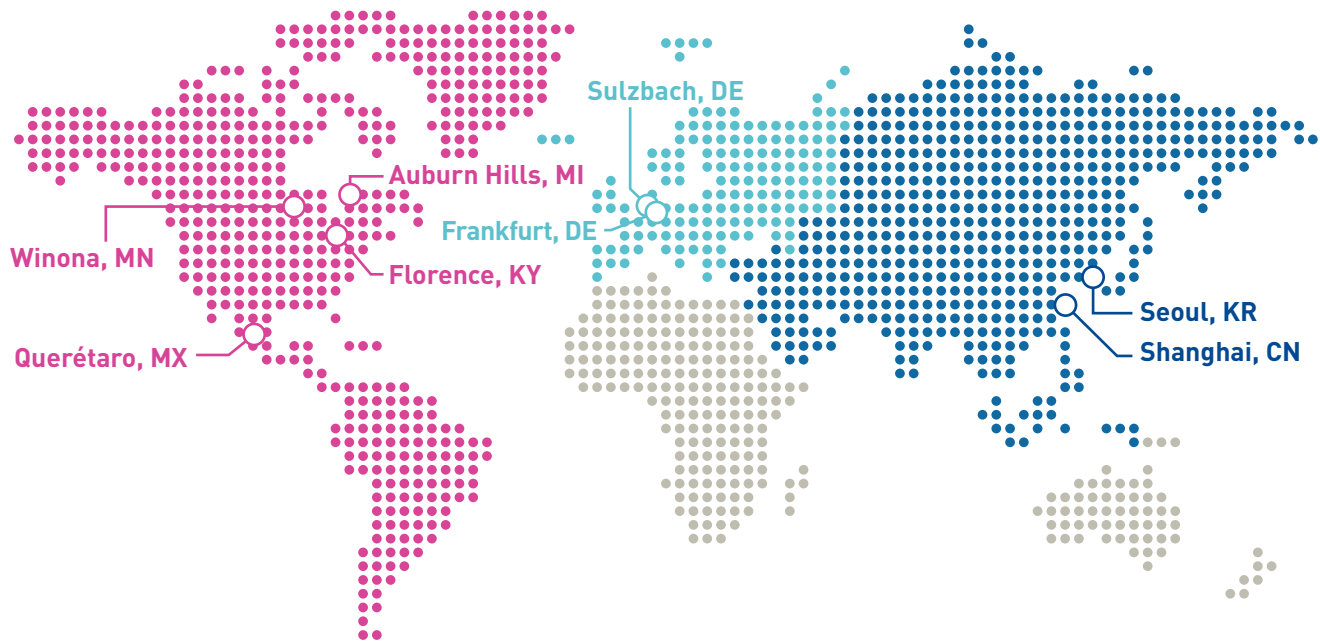 Sulzbach, DE
Auburn Hills, MI
Frankfurt, DE
Winona, MN
Florence, KY
Seoul, KR
Querétaro, MX
Shanghai, CN